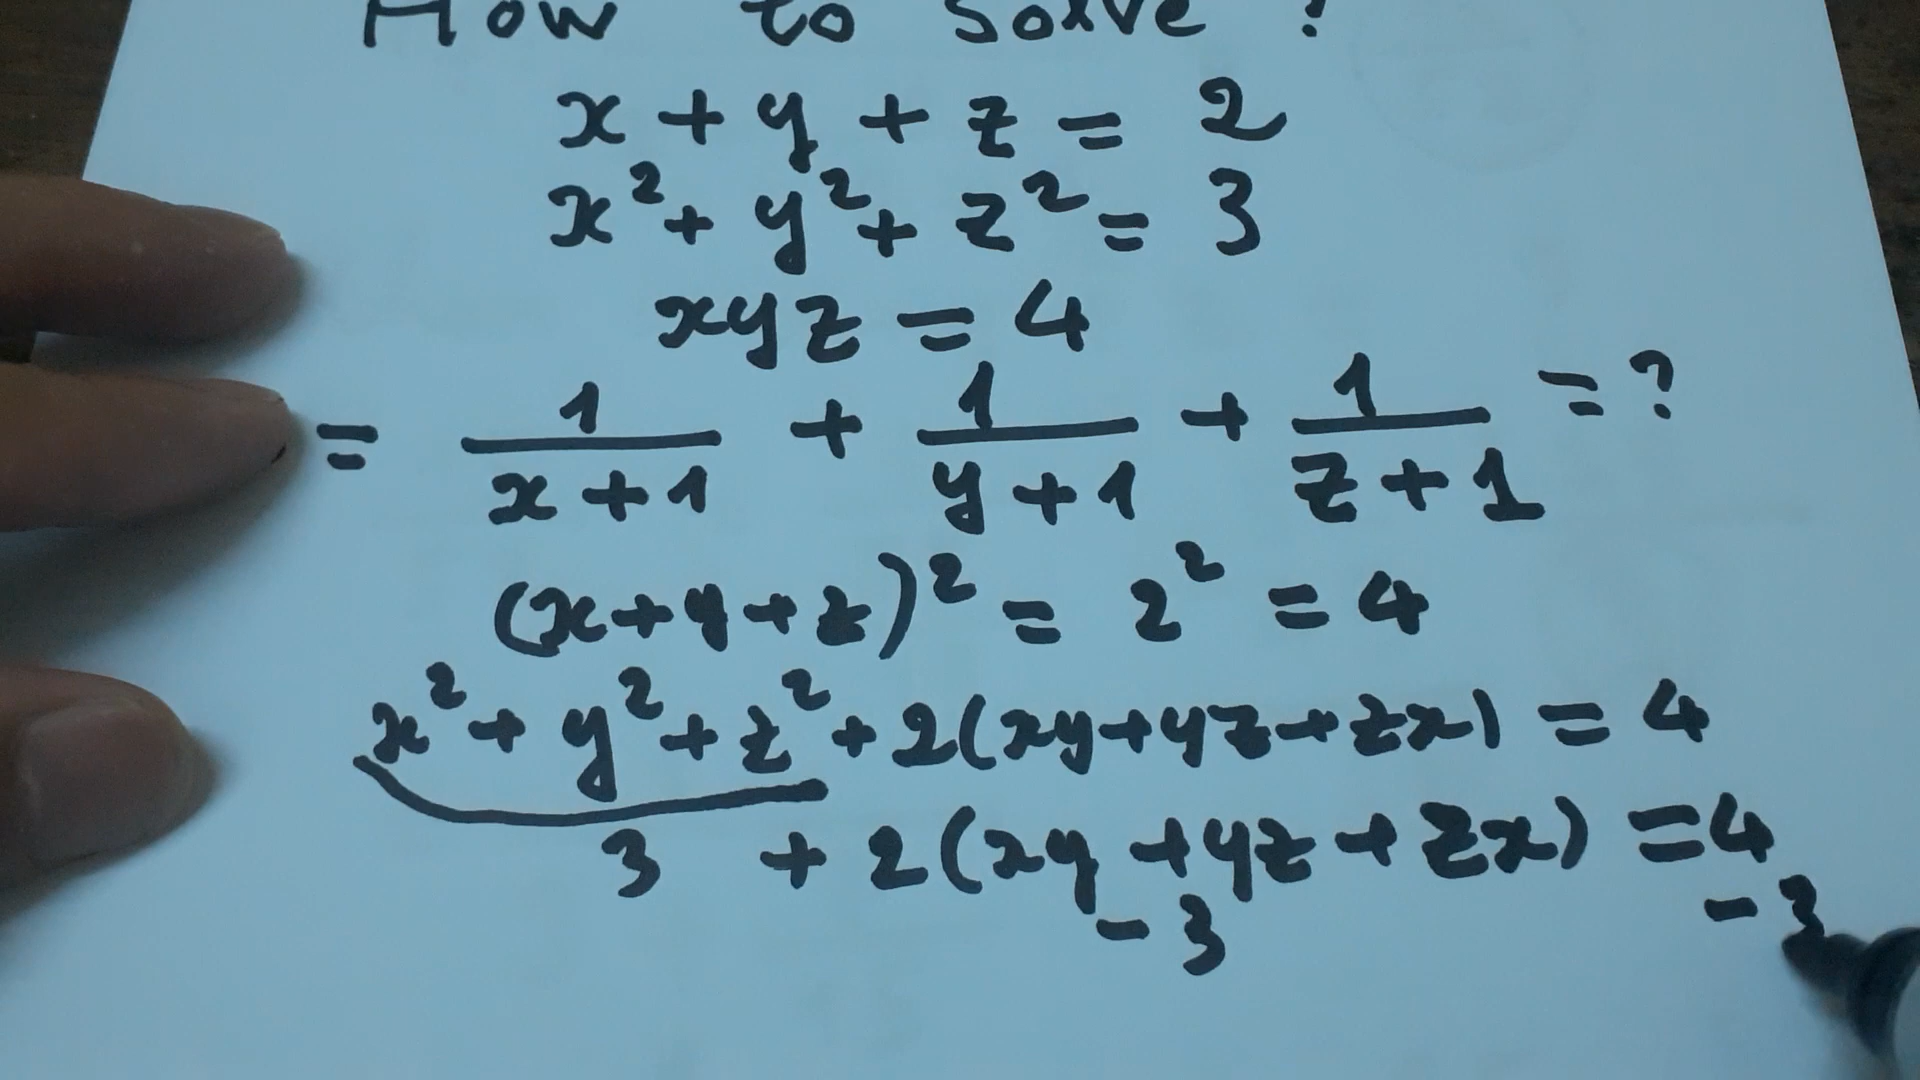 How to solve ?
x + y + z = 2
x² + y² + z² = 3
xyz = 4
= 1/(x+1) + 1/(y+1) + 1/(z+1) = ?
(x+y+z)² = 2² = 4
x² + y² + z² + 2(xy+yz+zx) = 4
3 + 2(xy+yz+zx) = 4
-3 -3